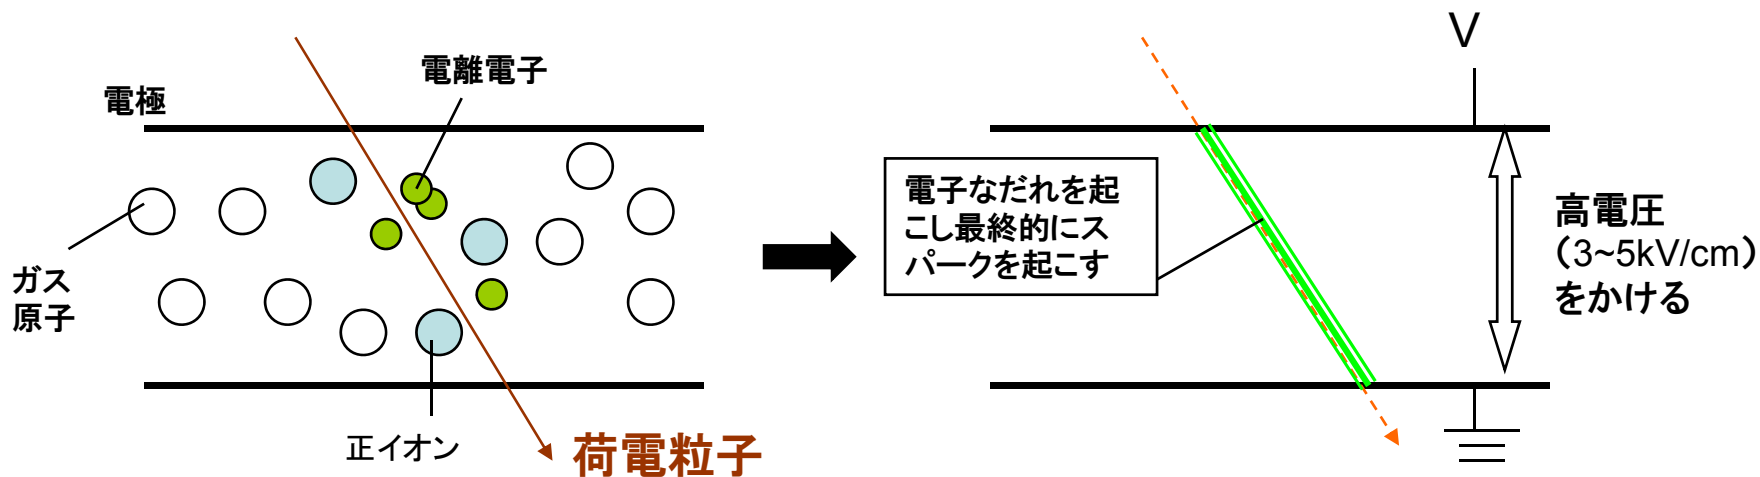 電離電子
電極
ガス
原子
正イオン
荷電粒子
V
電子なだれを起
こし最終的にス
パークを起こす
高電圧
（3~5kV/cm）
をかける